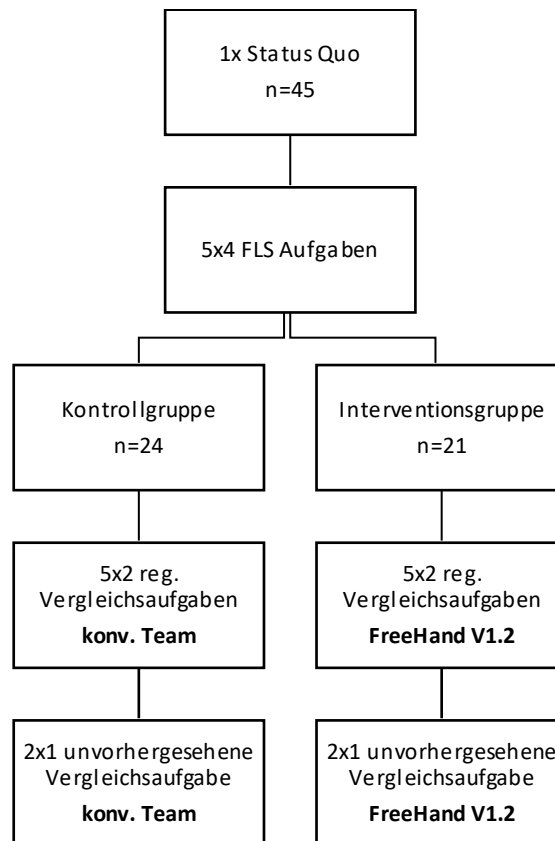 1x Status Quo
n=45
5x4 FLS Aufgaben
Kontrollgruppe
n=24
Interventionsgruppe
n=21
5x2 reg.
Vergleichsaufgaben
konv. Team
5x2 reg.
Vergleichsaufgaben
FreeHand V1.2
2x1 unvorhergesehene
Vergleichsaufgabe
konv. Team
2x1 unvorhergesehene
Vergleichsaufgabe
FreeHand V1.2